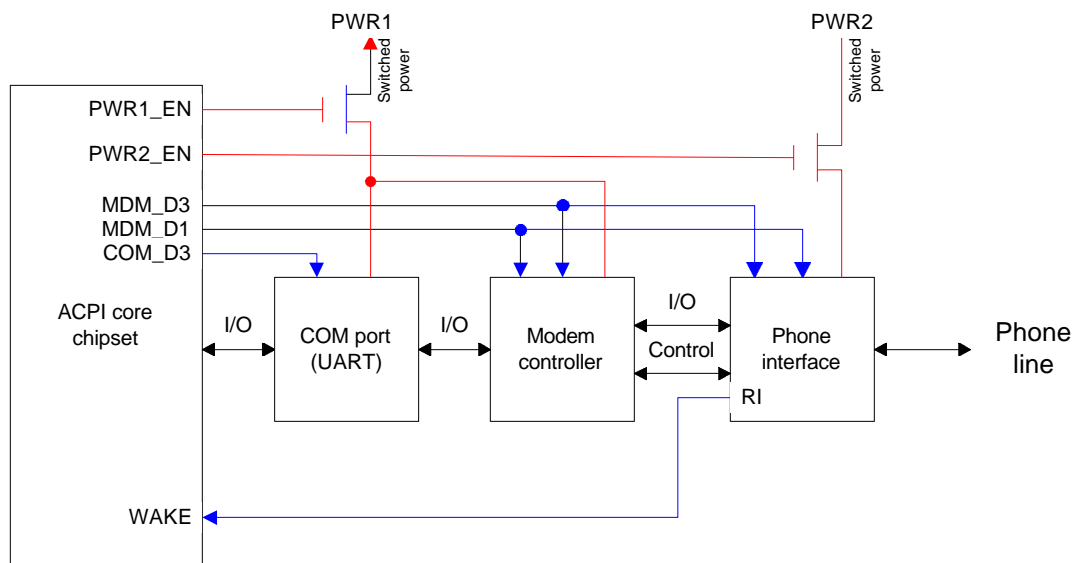 PWR1
PWR2
Switched
power
Switched
power
PWR1_EN
PWR2_EN
MDM_D3
MDM_D1
COM_D3
ACPI core
chipset
I/O
COM port
(UART)
I/O
Modem
controller
I/O
Control
Phone
interface
RI
Phone
line
WAKE